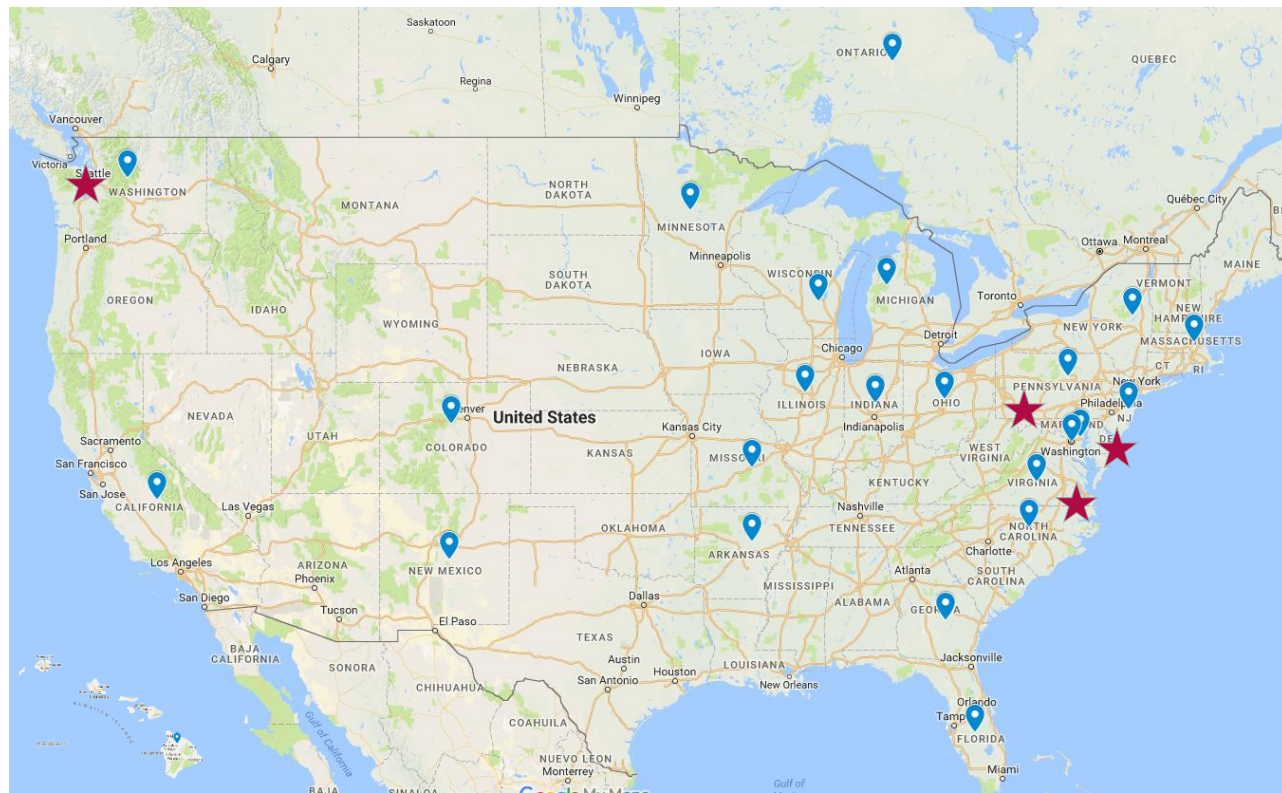 Saskatoon
ONTARIO
QUEBEC
Calgary
Regina
Winnipeg
Vancouver
Victoria
Seattle
WASHINGTON
NORTH
DAKOTA
MONTANA
MINNESOTA
Québec City
Portland
Ottawa
Montreal
Minneapolis
WISCONSIN
MAINE
SOUTH
DAKOTA
OREGON
IDAHO
MICHIGAN
Toronto
VERMONT
NEW
HAMPSHIRE
WYOMING
NEW YORK
Detroit
MASSACHUSETTS
IOWA
Chicago
CT
RI
NEBRASKA
PENNSYLVANIA
New York
ILLINOIS
INDIANA
OHIO
Philadelphia
NEVADA
United States
Indianapolis
NJ
UTAH
COLORADO
Kansas City
Sacramento
WEST
VIRGINIA
Washington
San Francisco
KANSAS
MISSOURI
San Jose
KENTUCKY
VIRGINIA
CALIFORNIA
Las Vegas
Nashville
OKLAHOMA
TENNESSEE
NORTH
CAROLINA
ARKANSAS
Charlotte
Los Angeles
ARIZONA
NEW MEXICO
SOUTH
CAROLINA
Phoenix
Atlanta
MISSISSIPPI
San Diego
Dallas
ALABAMA
GEORGIA
Tucson
El Paso
TEXAS
BAJA
CALIFORNIA
SONORA
Jacksonville
Austin
Houston
LOUISIANA
San Antonio
New Orleans
CHIHUAHUA
Orlando
Gulf of California
COAHUILA
FLORIDA
HAWAII
NUEVO LEON
Monterrey
Miami
Gulf of